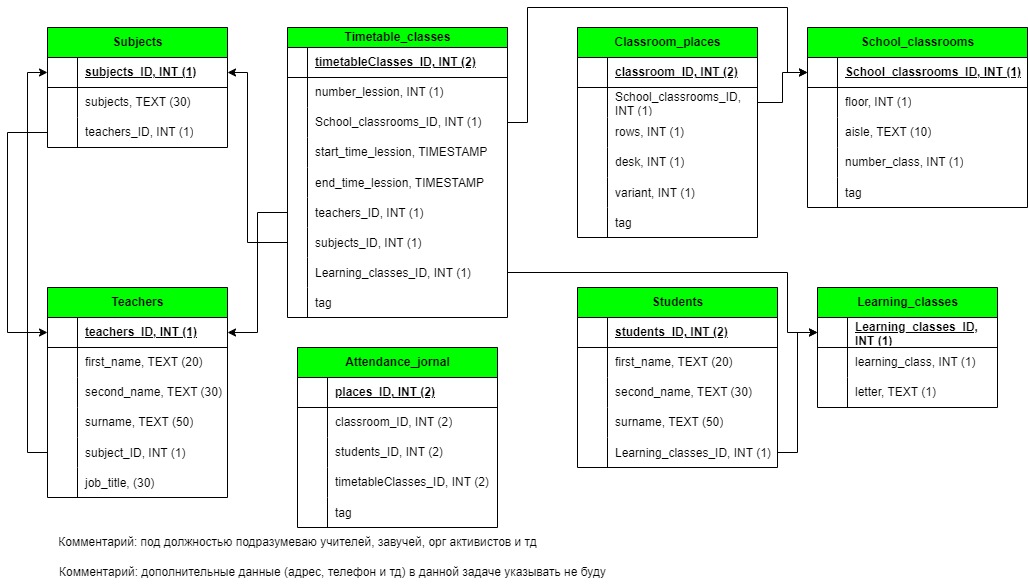 Subjects
subjects_ID, INT (1)
subjects, TEXT (30)
teachers_ID, INT (1)
Timetable_classes
timetableClasses_ID, INT (2)
number_lession, INT (1)
School_classrooms_ID, INT (1)
start_time_lession, TIMESTAMP
end_time_lession, TIMESTAMP
teachers_ID, INT (1)
subjects_ID, INT (1)
Learning_classes_ID, INT (1)
tag
Classroom_places
classroom_ID, INT (2)
School_classrooms_ID,
INT (1)
rows, INT (1)
desk, INT (1)
variant, INT (1)
tag
School_classrooms
School_classrooms_ID, INT (1)
floor, INT (1)
aisle, TEXT (10)
number_class, INT (1)
tag
Teachers
teachers_ID, INT (1)
first_name, TEXT (20)
second_name, TEXT (30)
surname, TEXT (50)
subject_ID, INT (1)
job_title, (30)
Attendance_jornal
places_ID, INT (2)
classroom_ID, INT (2)
students_ID, INT (2)
timetableClasses_ID, INT (2)
tag
Students
students_ID, INT (2)
first_name, TEXT (20)
second_name, TEXT (30)
surname, TEXT (50)
Learning_classes_ID, INT (1)
Learning_classes
Learning_classes_ID,
INT (1)
learning_class, INT (1)
letter, TEXT (1)
Комментарий: под должностью подразумеваю учителей, завучей, орг активистов и тд
Комментарий: дополнительные данные (адрес, телефон и тд) в данной задаче указывать не буду